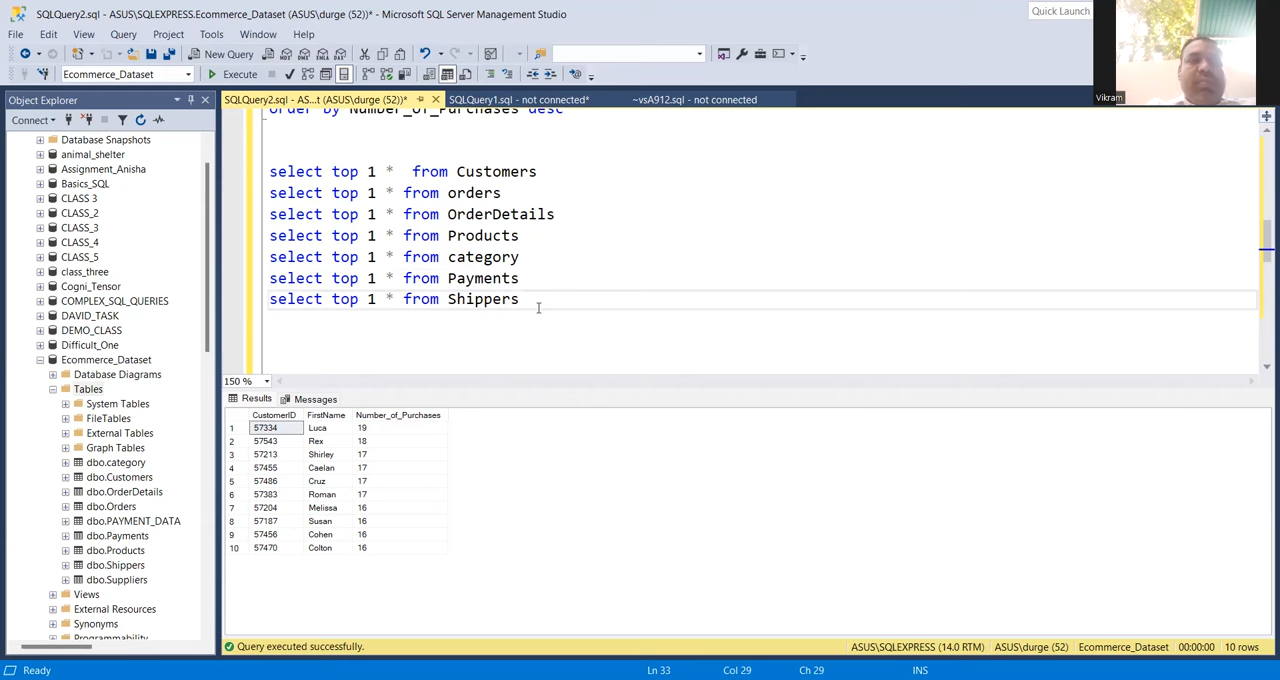 SQLQuery2.sql - ASUS\SQLEXPRESS.Ecommerce_Dataset (ASUS\durge (52))* - Microsoft SQL Server Management Studio
Quick Launch
File Edit View Query Project Tools Window Help
New Query
Ecommerce_Dataset Execute
Vikram
Object Explorer
SQLQuery2.sql - AS...t (ASUS\durge (52))* SQLQuery1.sql - not connected* ~vsA912.sql - not connected
Connect
order by Number_of_Purchases desc
Database Snapshots
animal_shelter
Assignment_Anisha
Basics_SQL
CLASS 3
CLASS_2
CLASS_3
CLASS_4
CLASS_5
class_three
Cogni_Tensor
COMPLEX_SQL_QUERIES
DAVID_TASK
DEMO_CLASS
Difficult_One
Ecommerce_Dataset
Database Diagrams
Tables
System Tables
FileTables
External Tables
Graph Tables
dbo.category
dbo.Customers
dbo.OrderDetails
dbo.Orders
dbo.PAYMENT_DATA
dbo.Payments
dbo.Products
dbo.Shippers
dbo.Suppliers
Views
External Resources
Synonyms
Programmability
select top 1 * from Customers
select top 1 * from orders
select top 1 * from OrderDetails
select top 1 * from Products
select top 1 * from category
select top 1 * from Payments
select top 1 * from Shippers
150 %
Results Messages
CustomerID FirstName Number_of_Purchases
1 57334 Luca 19
2 57543 Rex 18
3 57213 Shirley 17
4 57455 Caelan 17
5 57486 Cruz 17
6 57383 Roman 17
7 57204 Melissa 16
8 57187 Susan 16
9 57456 Cohen 16
10 57470 Colton 16
Query executed successfully. ASUS\SQLEXPRESS (14.0 RTM) ASUS\durge (52) Ecommerce_Dataset 00:00:00 10 rows
Ready Ln 33 Col 29 Ch 29 INS